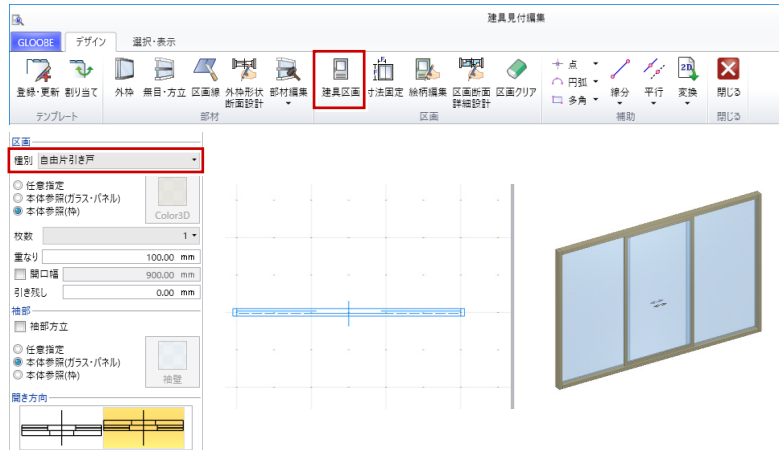 建具見付編集
GLOOBE デザイン 選択・表示
登録・更新 割り当て 外枠 無目・方立 区画線 外枠形状断面設計 部材編集 建具区画 寸法固定 絵柄編集 区画断面詳細設計 区画クリア 点 円弧 多角 線分 平行 変換 閉じる
テンプレート 部材 区画 補助 閉じる
2D
区画
種別 自由片引き戸
任意指定
本体参照(ガラス・パネル)
本体参照(枠)
Color3D
枚数 1
重なり 100.00 mm
開口幅 900.00 mm
引き残し 0.00 mm
袖部
袖部方立
任意指定
本体参照(ガラス・パネル)
本体参照(枠)
袖壁
開き方向